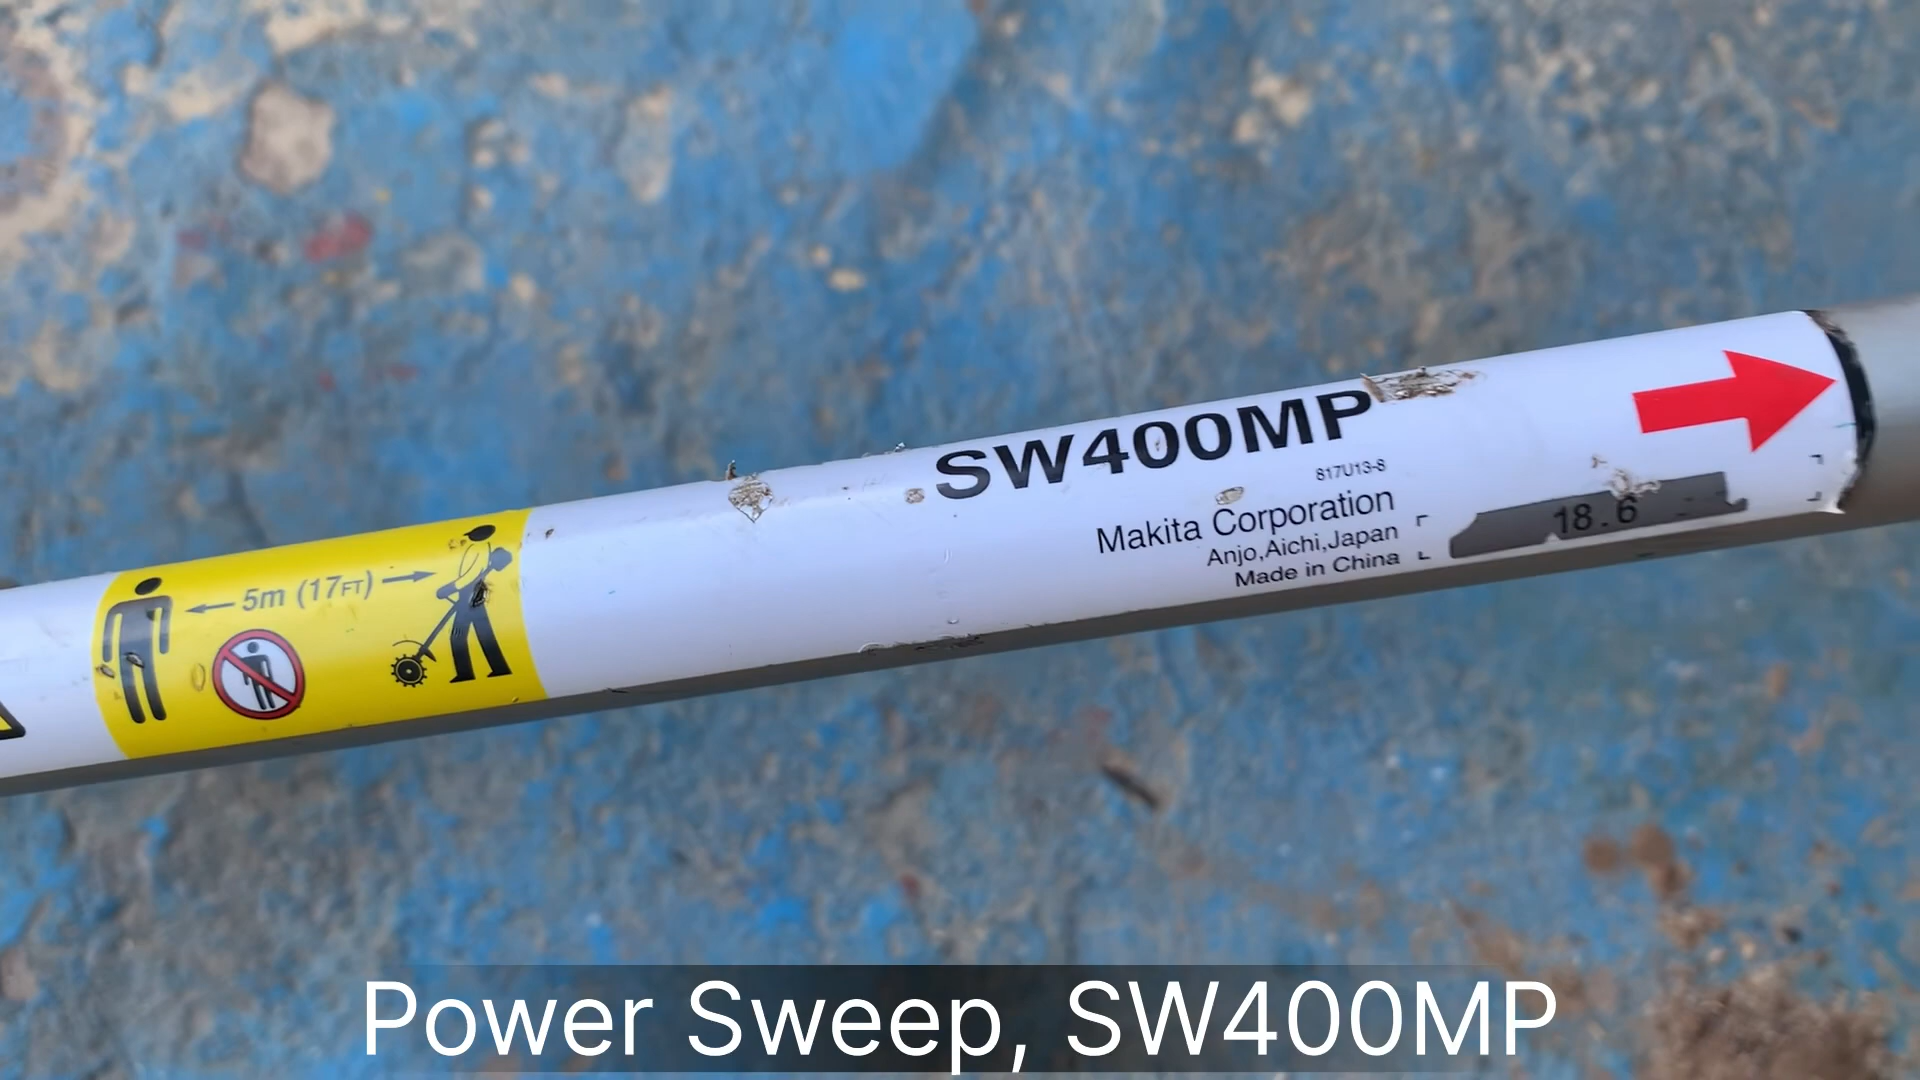 5m (17FT)
SW400MP
817U13-8
Makita Corporation
Anjo,Aichi,Japan
Made in China
18.6
Power Sweep, SW400MP